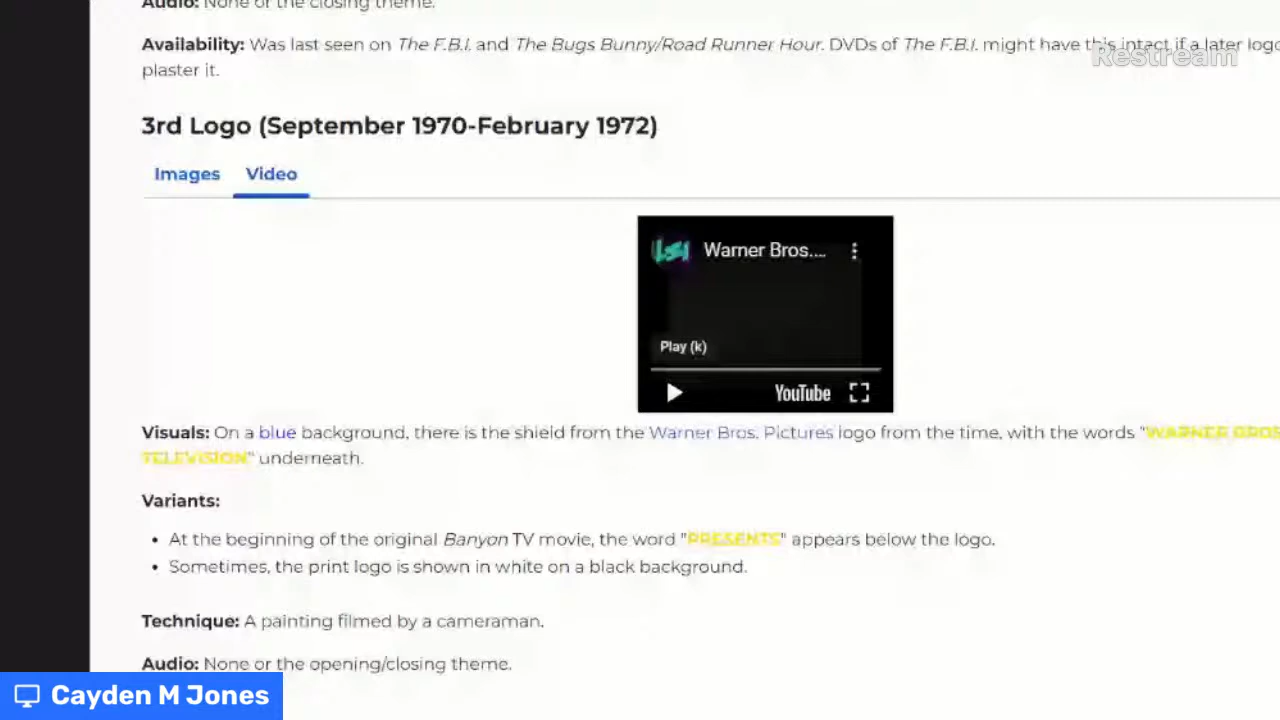 Audio: None or the closing theme.
Availability: Was last seen on The F.B.I. and The Bugs Bunny/Road Runner Hour. DVDs of The F.B.I. might have this intact if a later logo
plaster it.
Restream
3rd Logo (September 1970-February 1972)
Images Video
Warner Bros....
Play (k)
YouTube
Visuals: On a blue background, there is the shield from the Warner Bros. Pictures logo from the time, with the words "WARNER BROS
TELEVISION" underneath.
Variants:
• At the beginning of the original Banyon TV movie, the word "PRESENTS" appears below the logo.
• Sometimes, the print logo is shown in white on a black background.
Technique: A painting filmed by a cameraman.
Audio: None or the opening/closing theme.
Cayden M Jones